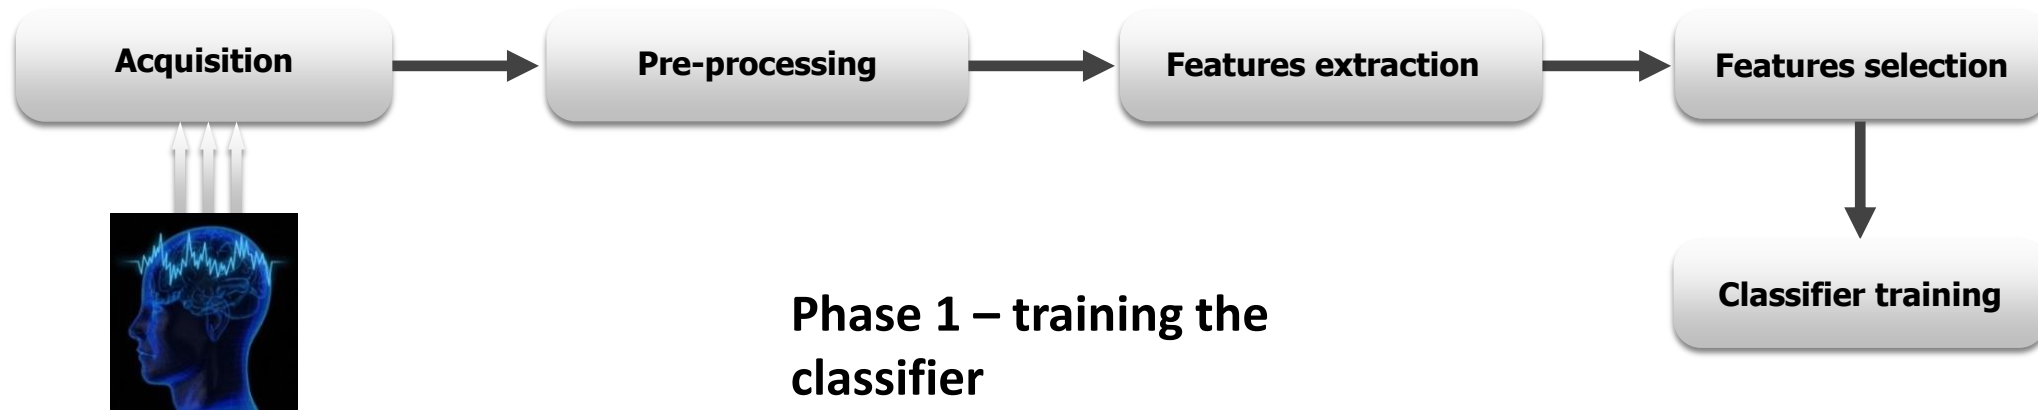 Acquisition
Pre-processing
Features extraction
Features selection
Classifier training
Phase 1 – training the
classifier